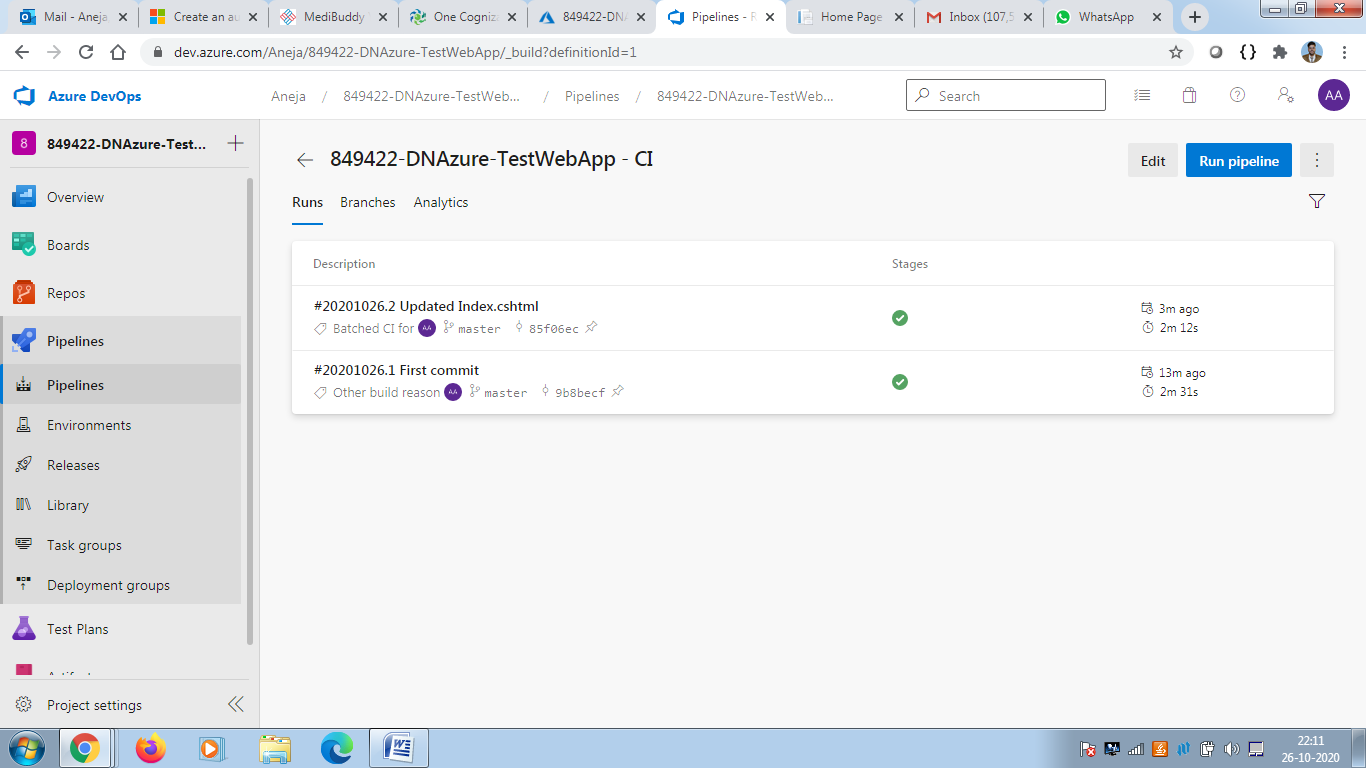 Mail - Aneja,
Create an au
MediBuddy
One Cogniza
849422-DNA
Pipelines - R
Home Page
Inbox (107,5
WhatsApp
dev.azure.com/Aneja/849422-DNAzure-TestWebApp/_build?definitionId=1
Azure DevOps
Aneja / 849422-DNAzure-TestWeb... / Pipelines / 849422-DNAzure-TestWeb...
Search
AA
8 849422-DNAzure-Test...
849422-DNAzure-TestWebApp - CI
Edit
Run pipeline
Overview
Boards
Repos
Pipelines
Pipelines
Environments
Releases
Library
Task groups
Deployment groups
Test Plans
Project settings
Runs
Branches
Analytics
Description
Stages
#20201026.2 Updated Index.cshtml
Batched CI for AA master 85f06ec
3m ago
2m 12s
#20201026.1 First commit
Other build reason AA master 9b8becf
13m ago
2m 31s
22:11
26-10-2020